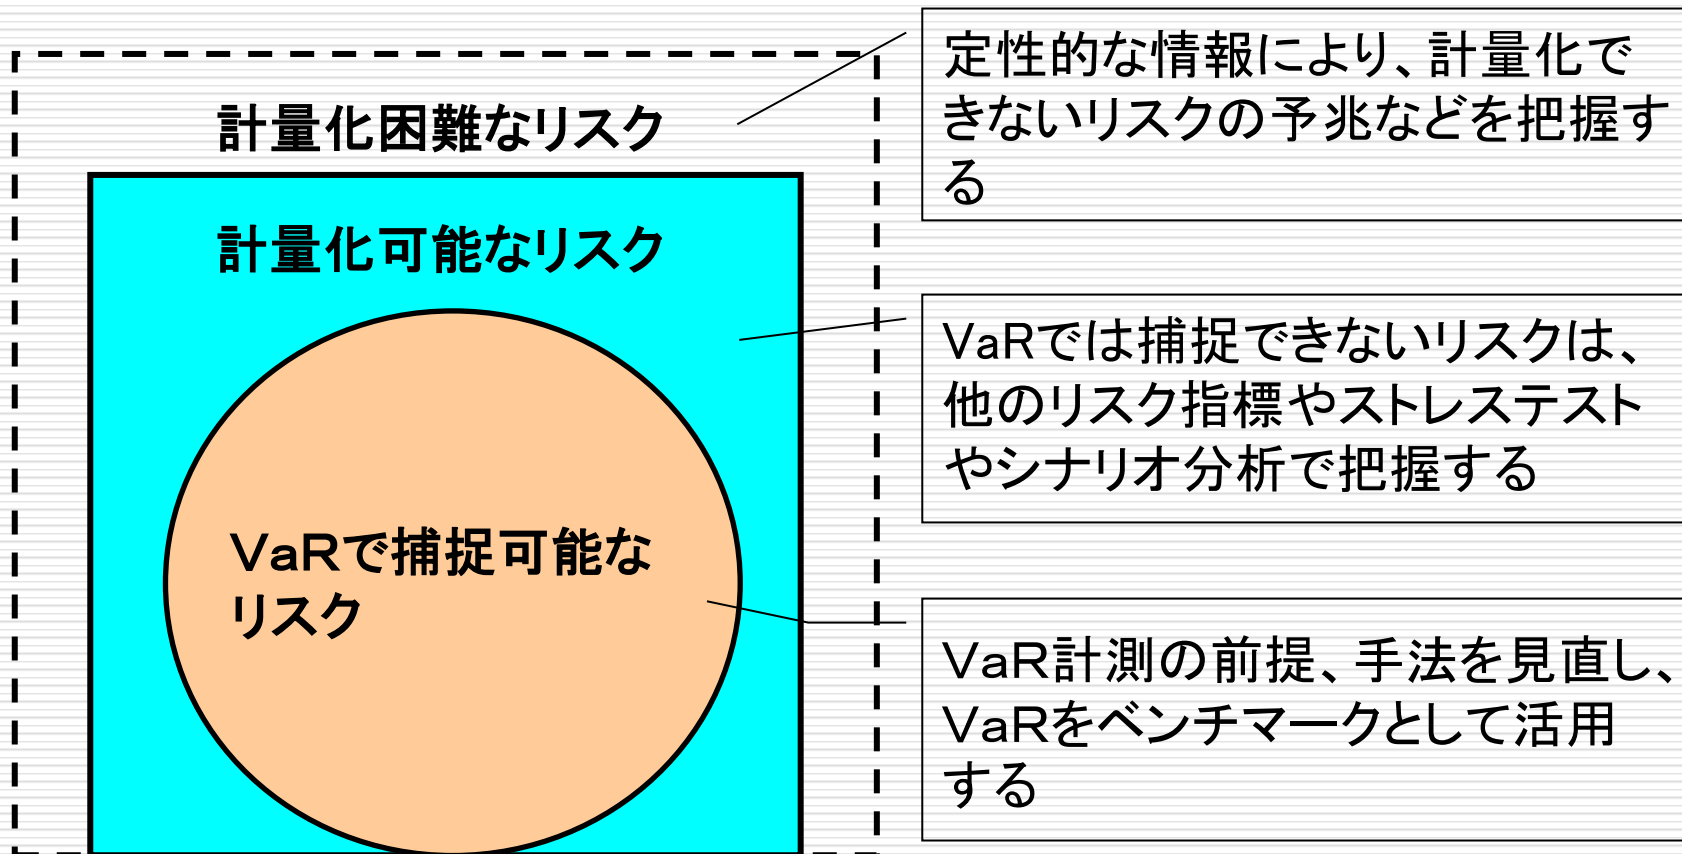 計量化困難なリスク
計量化可能なリスク
VaRで捕捉可能な
リスク
定性的な情報により、計量化で
きないリスクの予兆などを把握す
る
VaRでは捕捉できないリスクは、
他のリスク指標やストレステスト
やシナリオ分析で把握する
VaR計測の前提、手法を見直し、
VaRをベンチマークとして活用
する